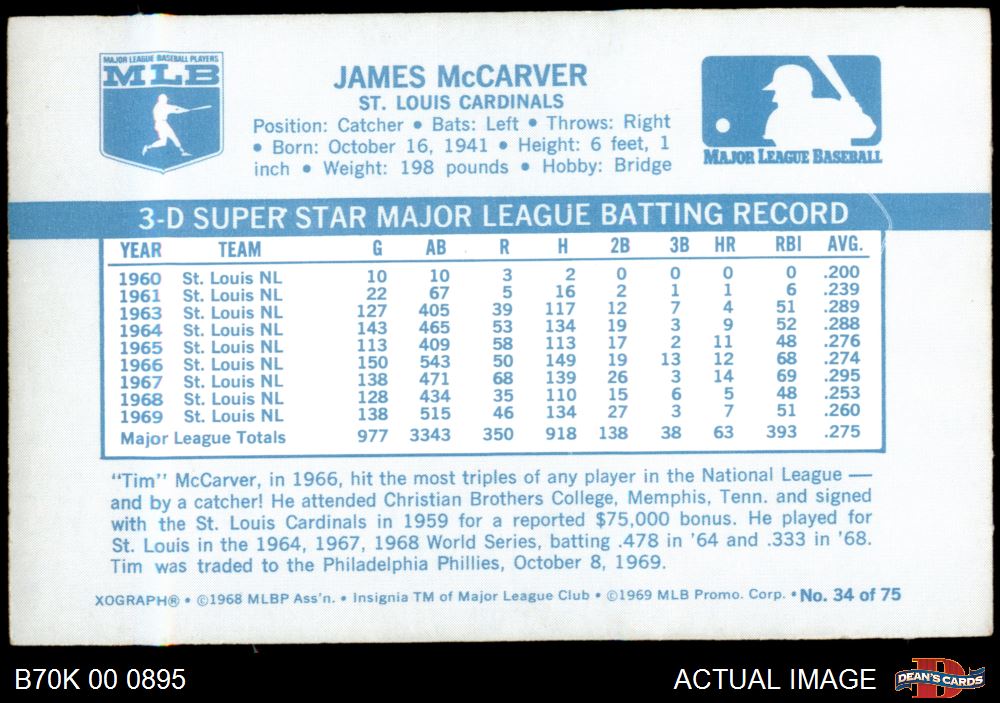 MAJOR LEAGUE BASEBALL PLAYERS
MLB
JAMES McCARVER
ST. LOUIS CARDINALS
Position: Catcher • Bats: Left • Throws: Right
• Born: October 16, 1941 • Height: 6 feet, 1
inch • Weight: 198 pounds • Hobby: Bridge
MAJOR LEAGUE BASEBALL
3-D SUPER STAR MAJOR LEAGUE BATTING RECORD
YEAR TEAM G AB R H 2B 3B HR RBI AVG.
1960 St. Louis NL 10 10 3 2 0 0 0 0 .200
1961 St. Louis NL 22 67 5 16 2 1 1 6 .239
1963 St. Louis NL 127 405 39 117 12 7 4 51 .289
1964 St. Louis NL 143 465 53 134 19 3 9 52 .288
1965 St. Louis NL 113 409 58 113 17 2 11 48 .276
1966 St. Louis NL 150 543 50 149 19 13 12 68 .274
1967 St. Louis NL 138 471 68 139 26 3 14 69 .295
1968 St. Louis NL 128 434 35 110 15 6 5 48 .253
1969 St. Louis NL 138 515 46 134 27 3 7 51 .260
Major League Totals 977 3343 350 918 138 38 63 393 .275
"Tim" McCarver, in 1966, hit the most triples of any player in the National League —
and by a catcher! He attended Christian Brothers College, Memphis, Tenn. and signed
with the St. Louis Cardinals in 1959 for a reported $75,000 bonus. He played for
St. Louis in the 1964, 1967, 1968 World Series, batting .478 in '64 and .333 in '68.
Tim was traded to the Philadelphia Phillies, October 8, 1969.
XOGRAPH® • ©1968 MLBP Ass'n. • Insignia TM of Major League Club • ©1969 MLB Promo. Corp. • No. 34 of 75
B70K 00 0895
ACTUAL IMAGE
DEAN'S CARDS